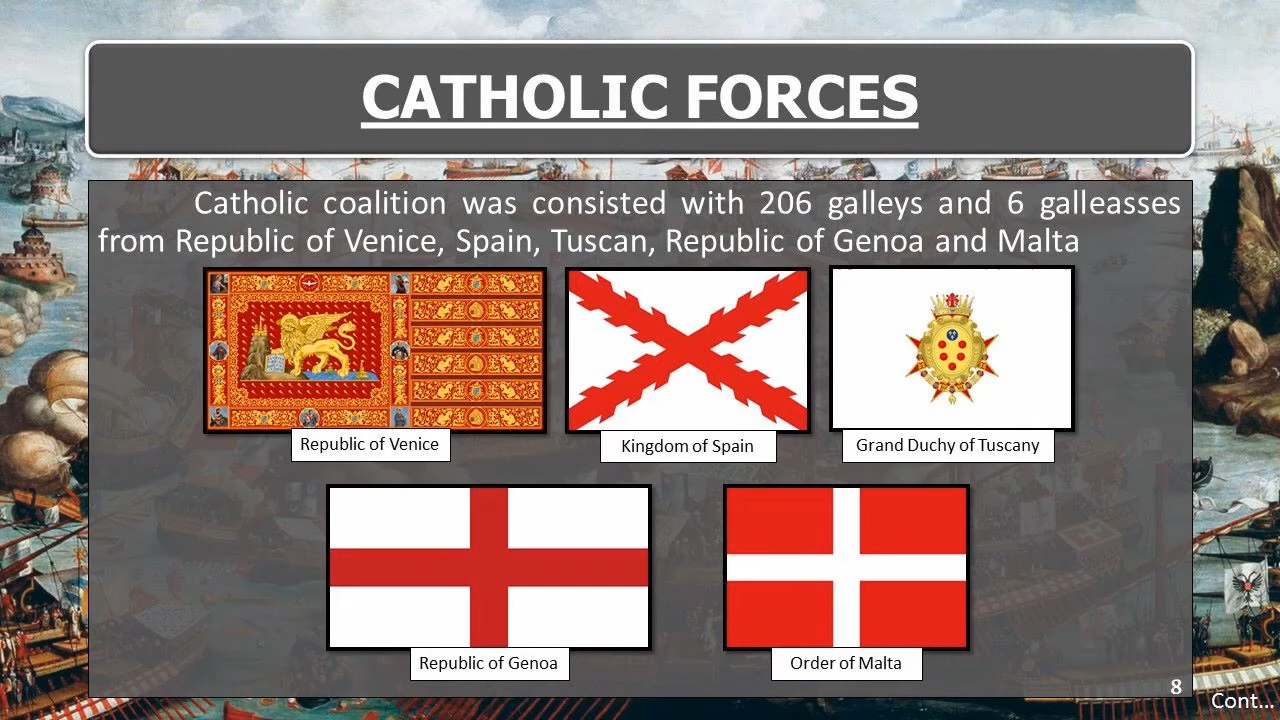 CATHOLIC FORCES
Catholic coalition was consisted with 206 galleys and 6 galleasses
from Republic of Venice, Spain, Tuscan, Republic of Genoa and Malta
Republic of Venice
Kingdom of Spain
Grand Duchy of Tuscany
Republic of Genoa
Order of Malta
8
Cont...